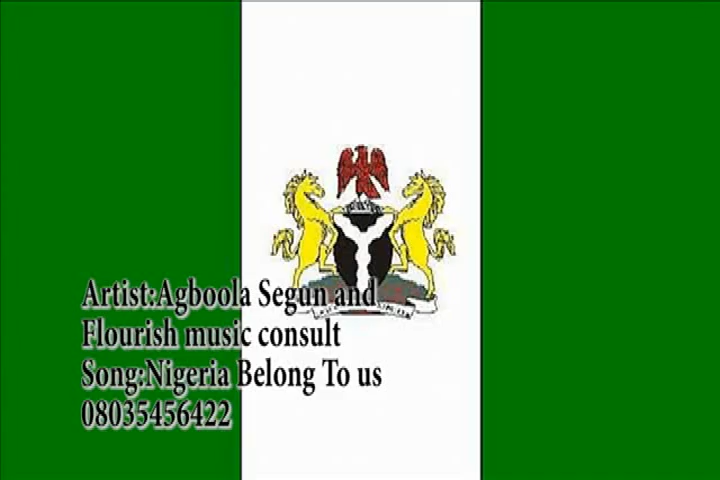 Artist:Agboola Segun and
Flourish music consult
Song:Nigeria Belong To us
08035456422